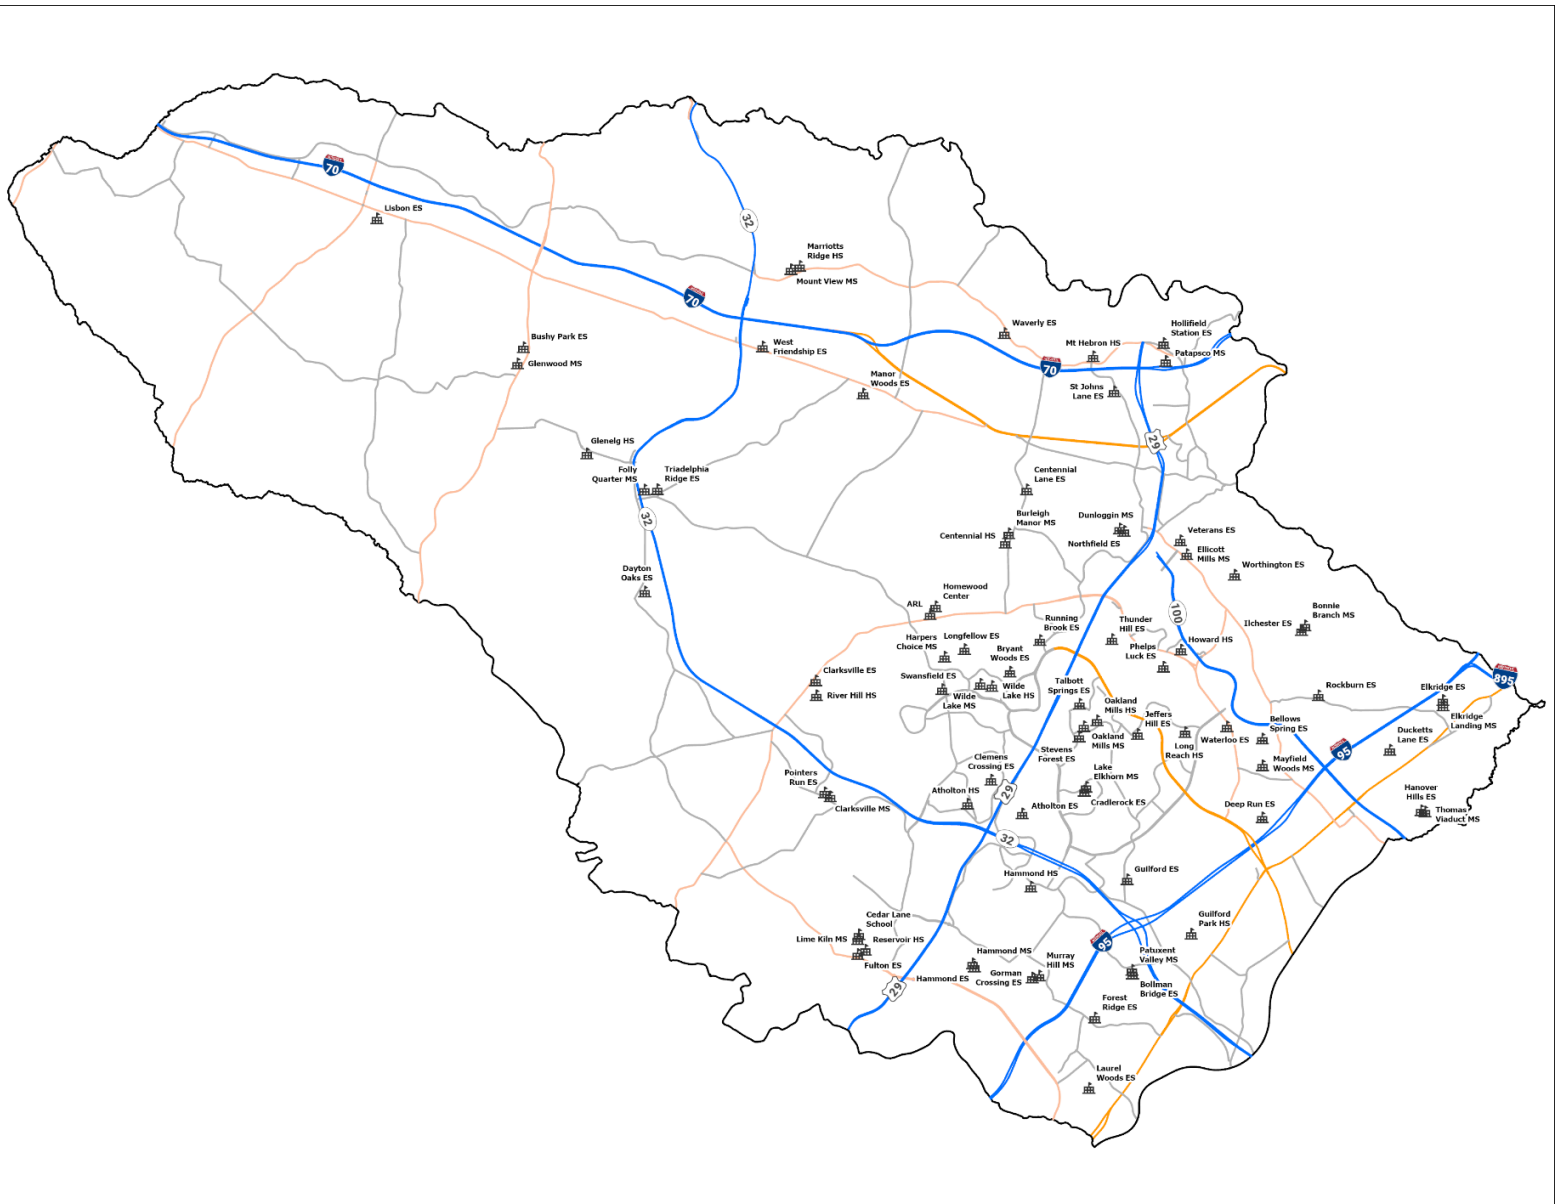 70
Lisbon ES
32
Marriotts
Ridge HS
Mount View MS
70
Waverly ES
Hollifield
Station ES
Mt Hebron HS
Patapsco MS
Bushy Park ES
Glenwood MS
West
Friendship ES
70
Manor
Woods ES
St Johns
Lane ES
29
Glenelg HS
Folly
Quarter MS
Triadelphia
Ridge ES
Centennial
Lane ES
32
Burleigh
Manor MS
Dunloggin MS
Centennial HS
Northfield ES
Veterans ES
Ellicott
Mills MS
Worthington ES
Dayton
Oaks ES
Homewood
Center
ARL
100
Bonnie
Branch MS
Ilchester ES
Running
Brook ES
Thunder
Hill ES
Harpers
Choice MS
Longfellow ES
Bryant
Woods ES
Phelps
Luck ES
Howard HS
Clarksville ES
River Hill HS
Swansfield ES
Wilde
Lake MS
Wilde
Lake HS
Talbott
Springs ES
Oakland
Mills HS
Jeffers
Hill ES
Rockburn ES
Elkridge ES
895
Elkridge
Landing MS
Oakland
Mills MS
Stevens
Forest ES
Long
Reach HS
Waterloo ES
Bellows
Spring ES
95
Ducketts
Lane ES
Clemens
Crossing ES
Lake
Elkhorn MS
Mayfield
Woods MS
Pointers
Run ES
Clarksville MS
Atholton HS
29
Atholton ES
Cradlerock ES
Deep Run ES
Hanover
Hills ES
Thomas
Viaduct MS
32
Hammond HS
Guilford ES
Cedar Lane
School
Lime Kiln MS
Reservoir HS
Fulton ES
Guilford
Park HS
95
Hammond MS
Hammond ES
Gorman
Crossing ES
Murray
Hill MS
Patuxent
Valley MS
Bollman
Bridge ES
29
Forest
Ridge ES
Laurel
Woods ES